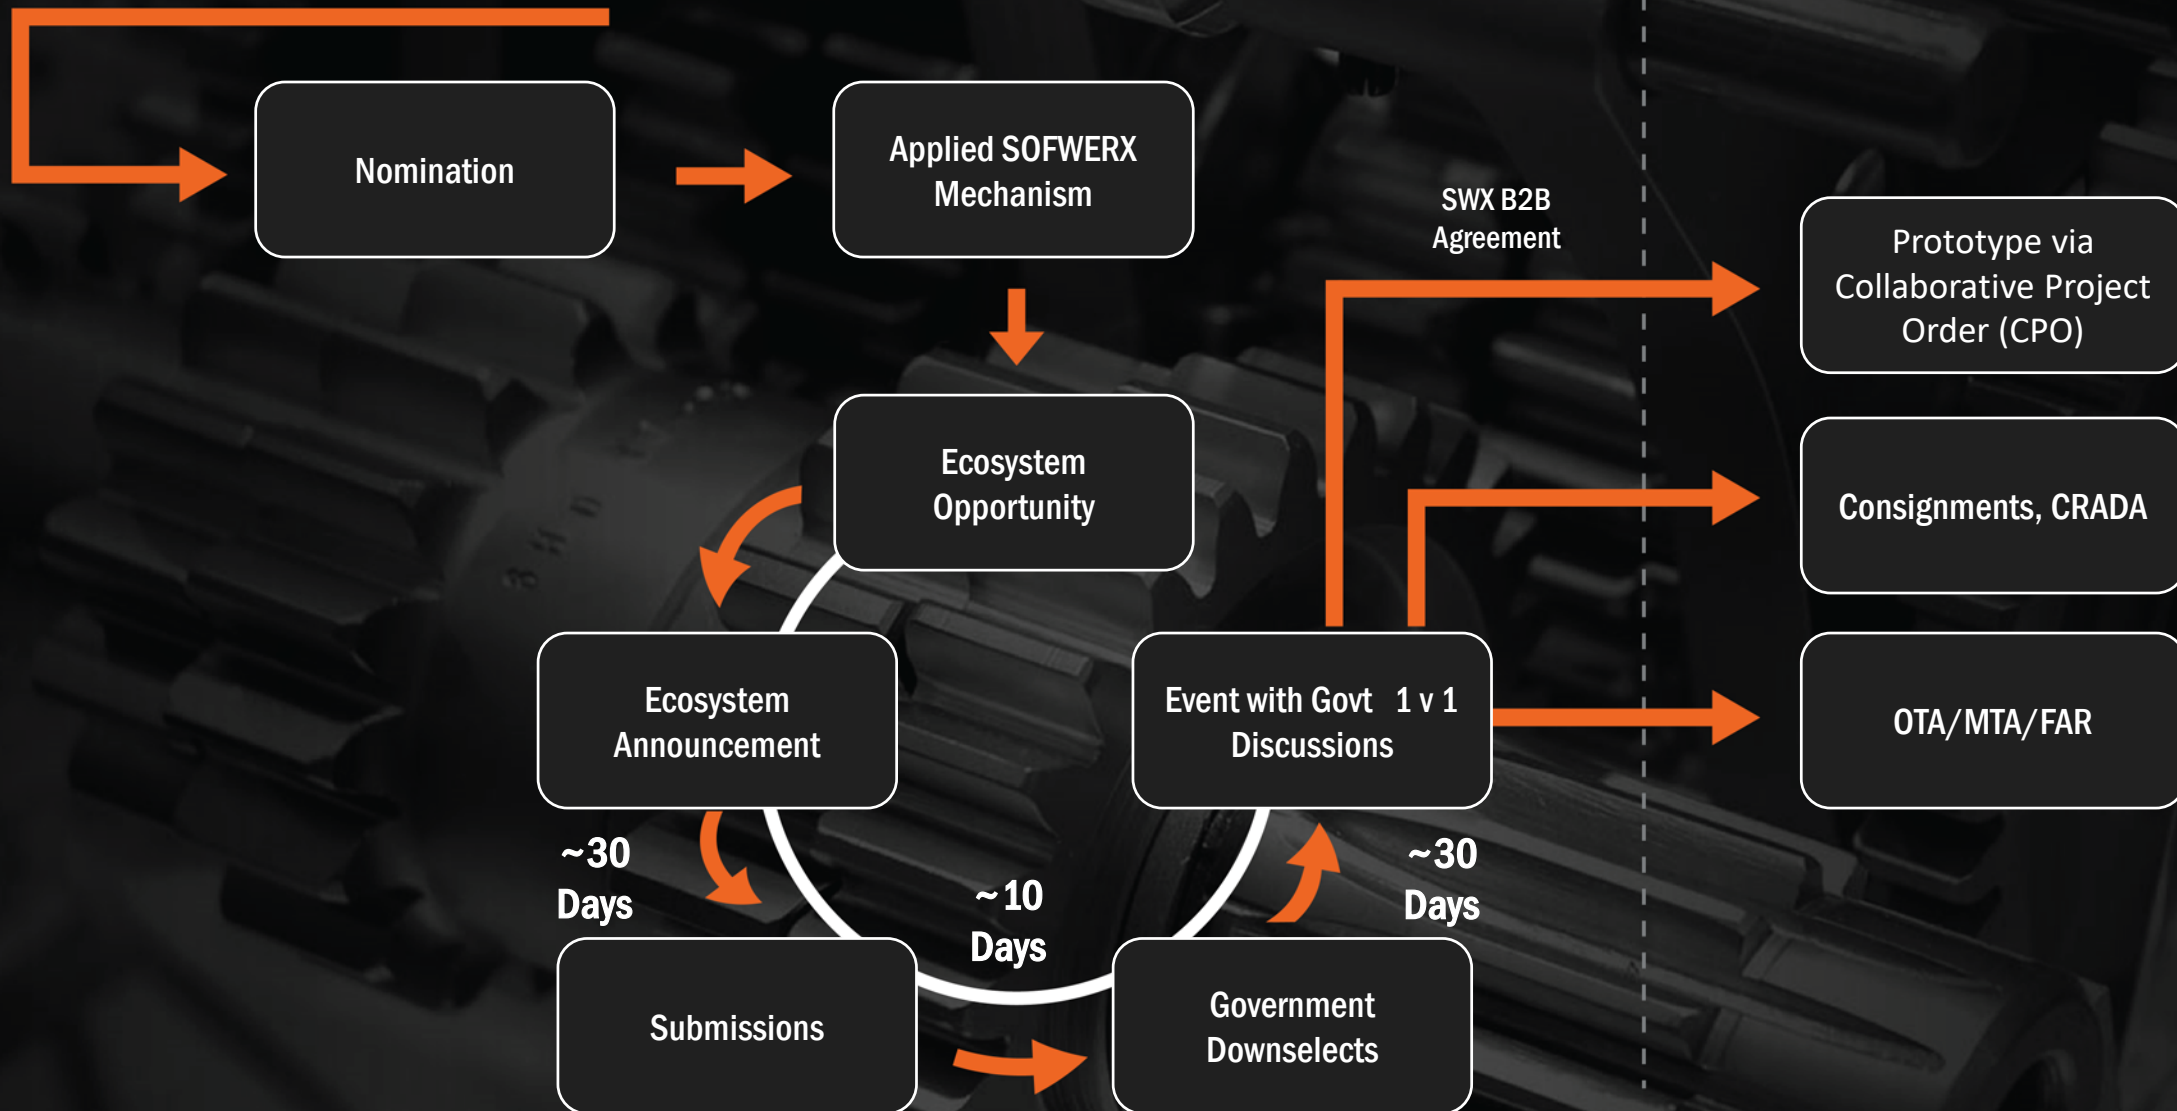 Nomination
Applied SOFWERX
Mechanism
SWX B2B
Agreement
Prototype via
Collaborative Project
Order (CPO)
Ecosystem
Opportunity
Consignments, CRADA
Ecosystem
Announcement
Event with Govt 1 v 1
Discussions
OTA/MTA/FAR
~30
Days
~10
Days
~30
Days
Submissions
Government
Downselects